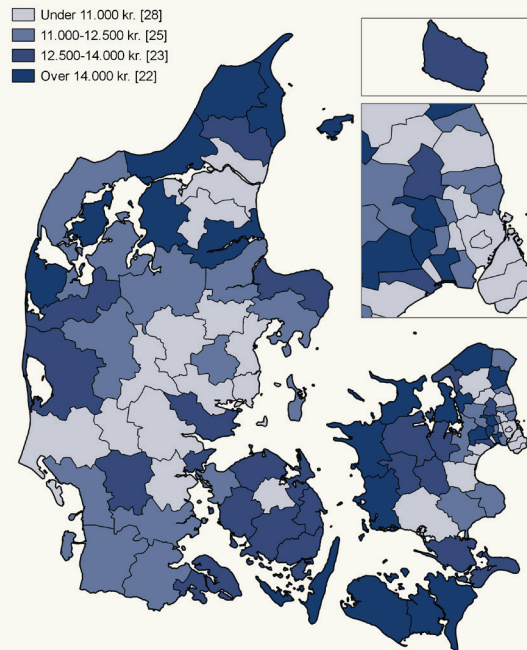 Under 11.000 kr. [28]
11.000-12.500 kr. [25]
12.500-14.000 kr. [23]
Over 14.000 kr. [22]